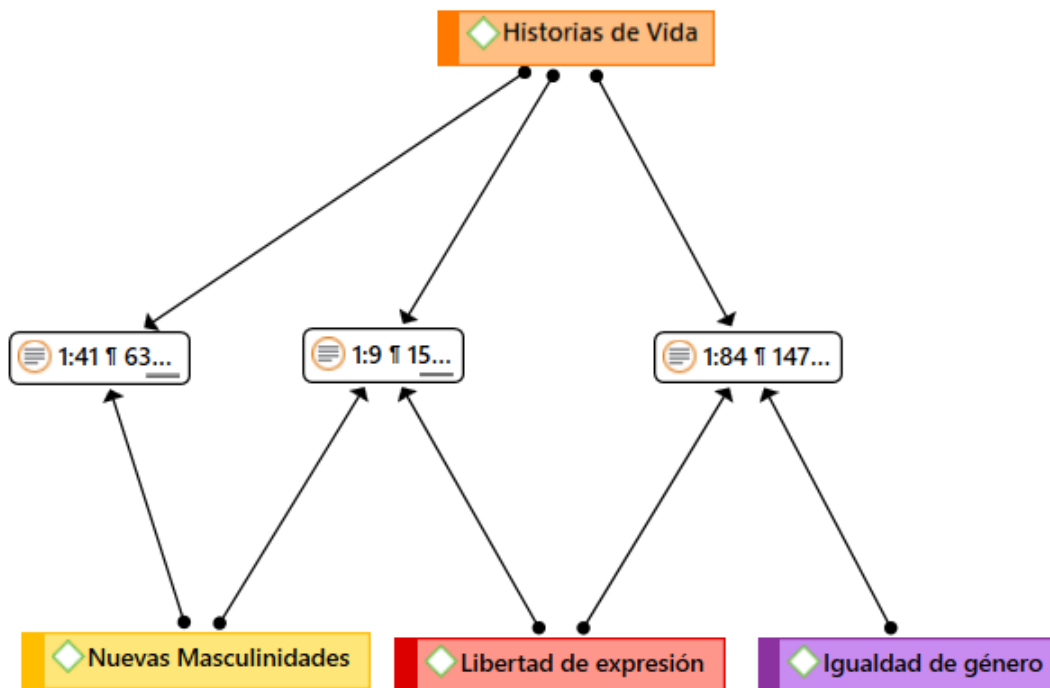 Historias de Vida
1:41 ¶ 63...
1:9 ¶ 15...
1:84 ¶ 147...
Nuevas Masculinidades
Libertad de expresión
Igualdad de género